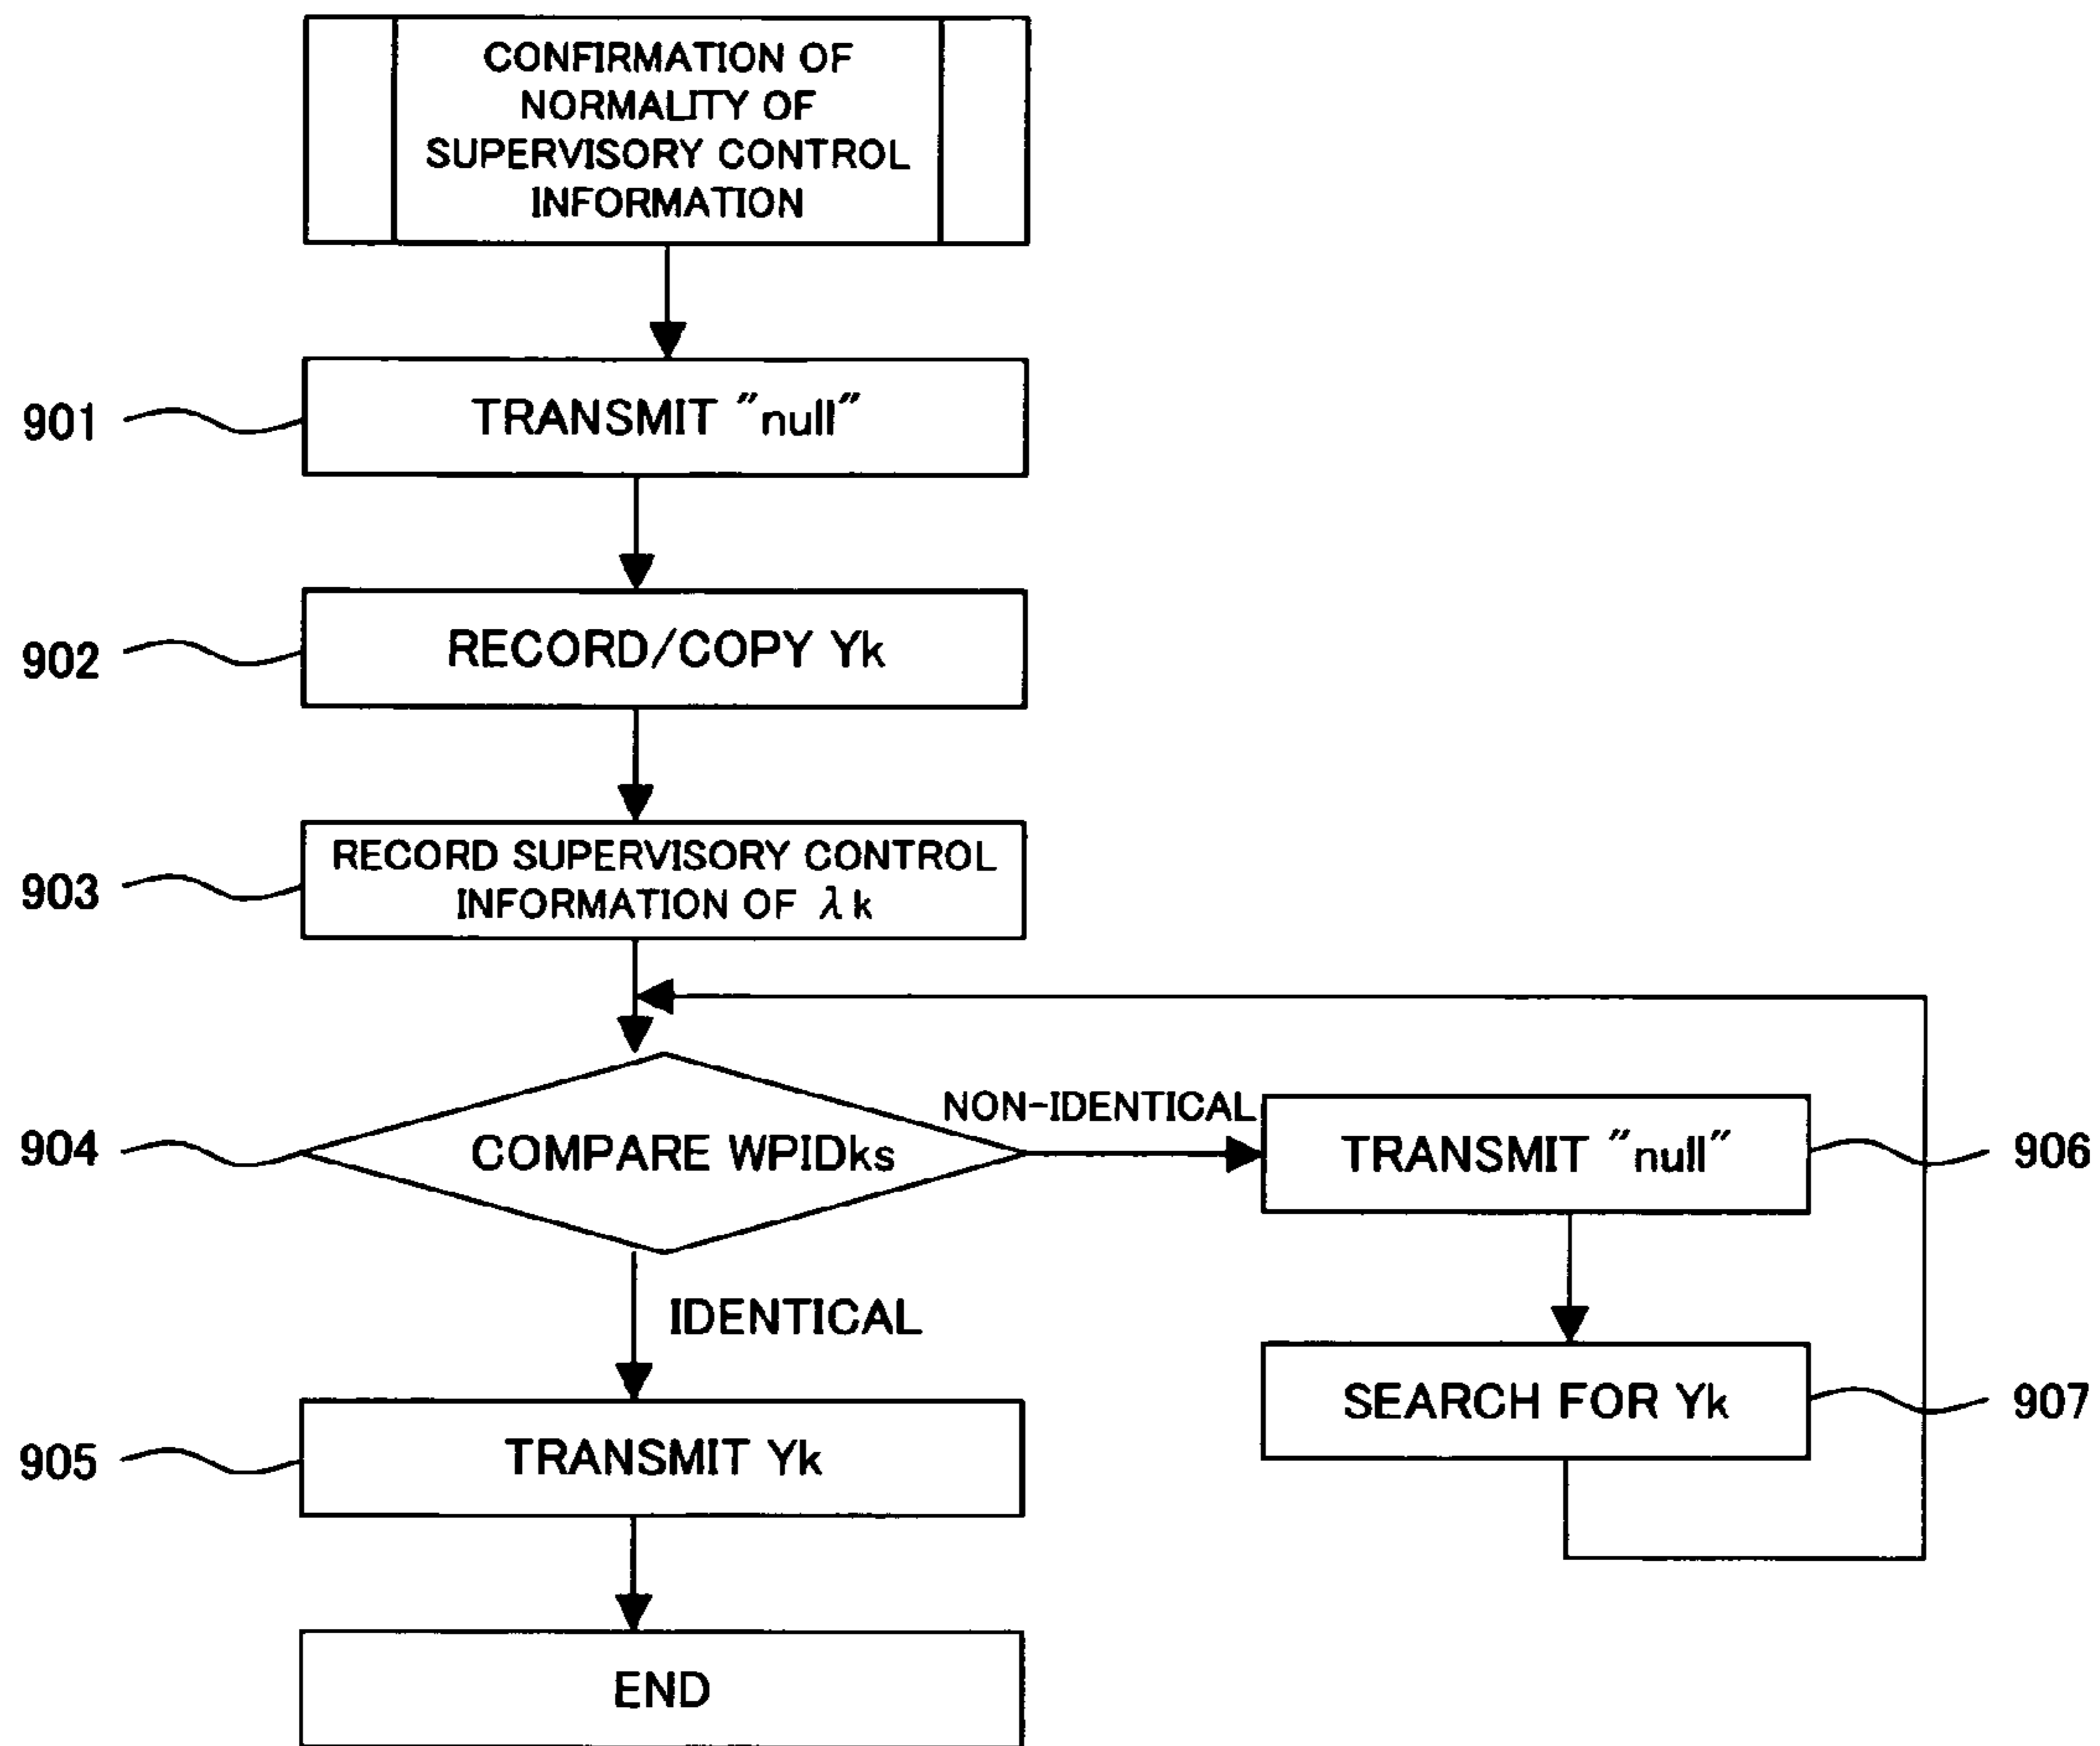 CONFIRMATION OF
NORMALITY OF
SUPERVISORY CONTROL
INFORMATION
901
TRANSMIT "null"
902
RECORD/COPY Yk
903
RECORD SUPERVISORY CONTROL
INFORMATION OF λk
904
COMPARE WPIDks
NON-IDENTICAL
TRANSMIT "null"
906
IDENTICAL
SEARCH FOR Yk
907
905
TRANSMIT Yk
END